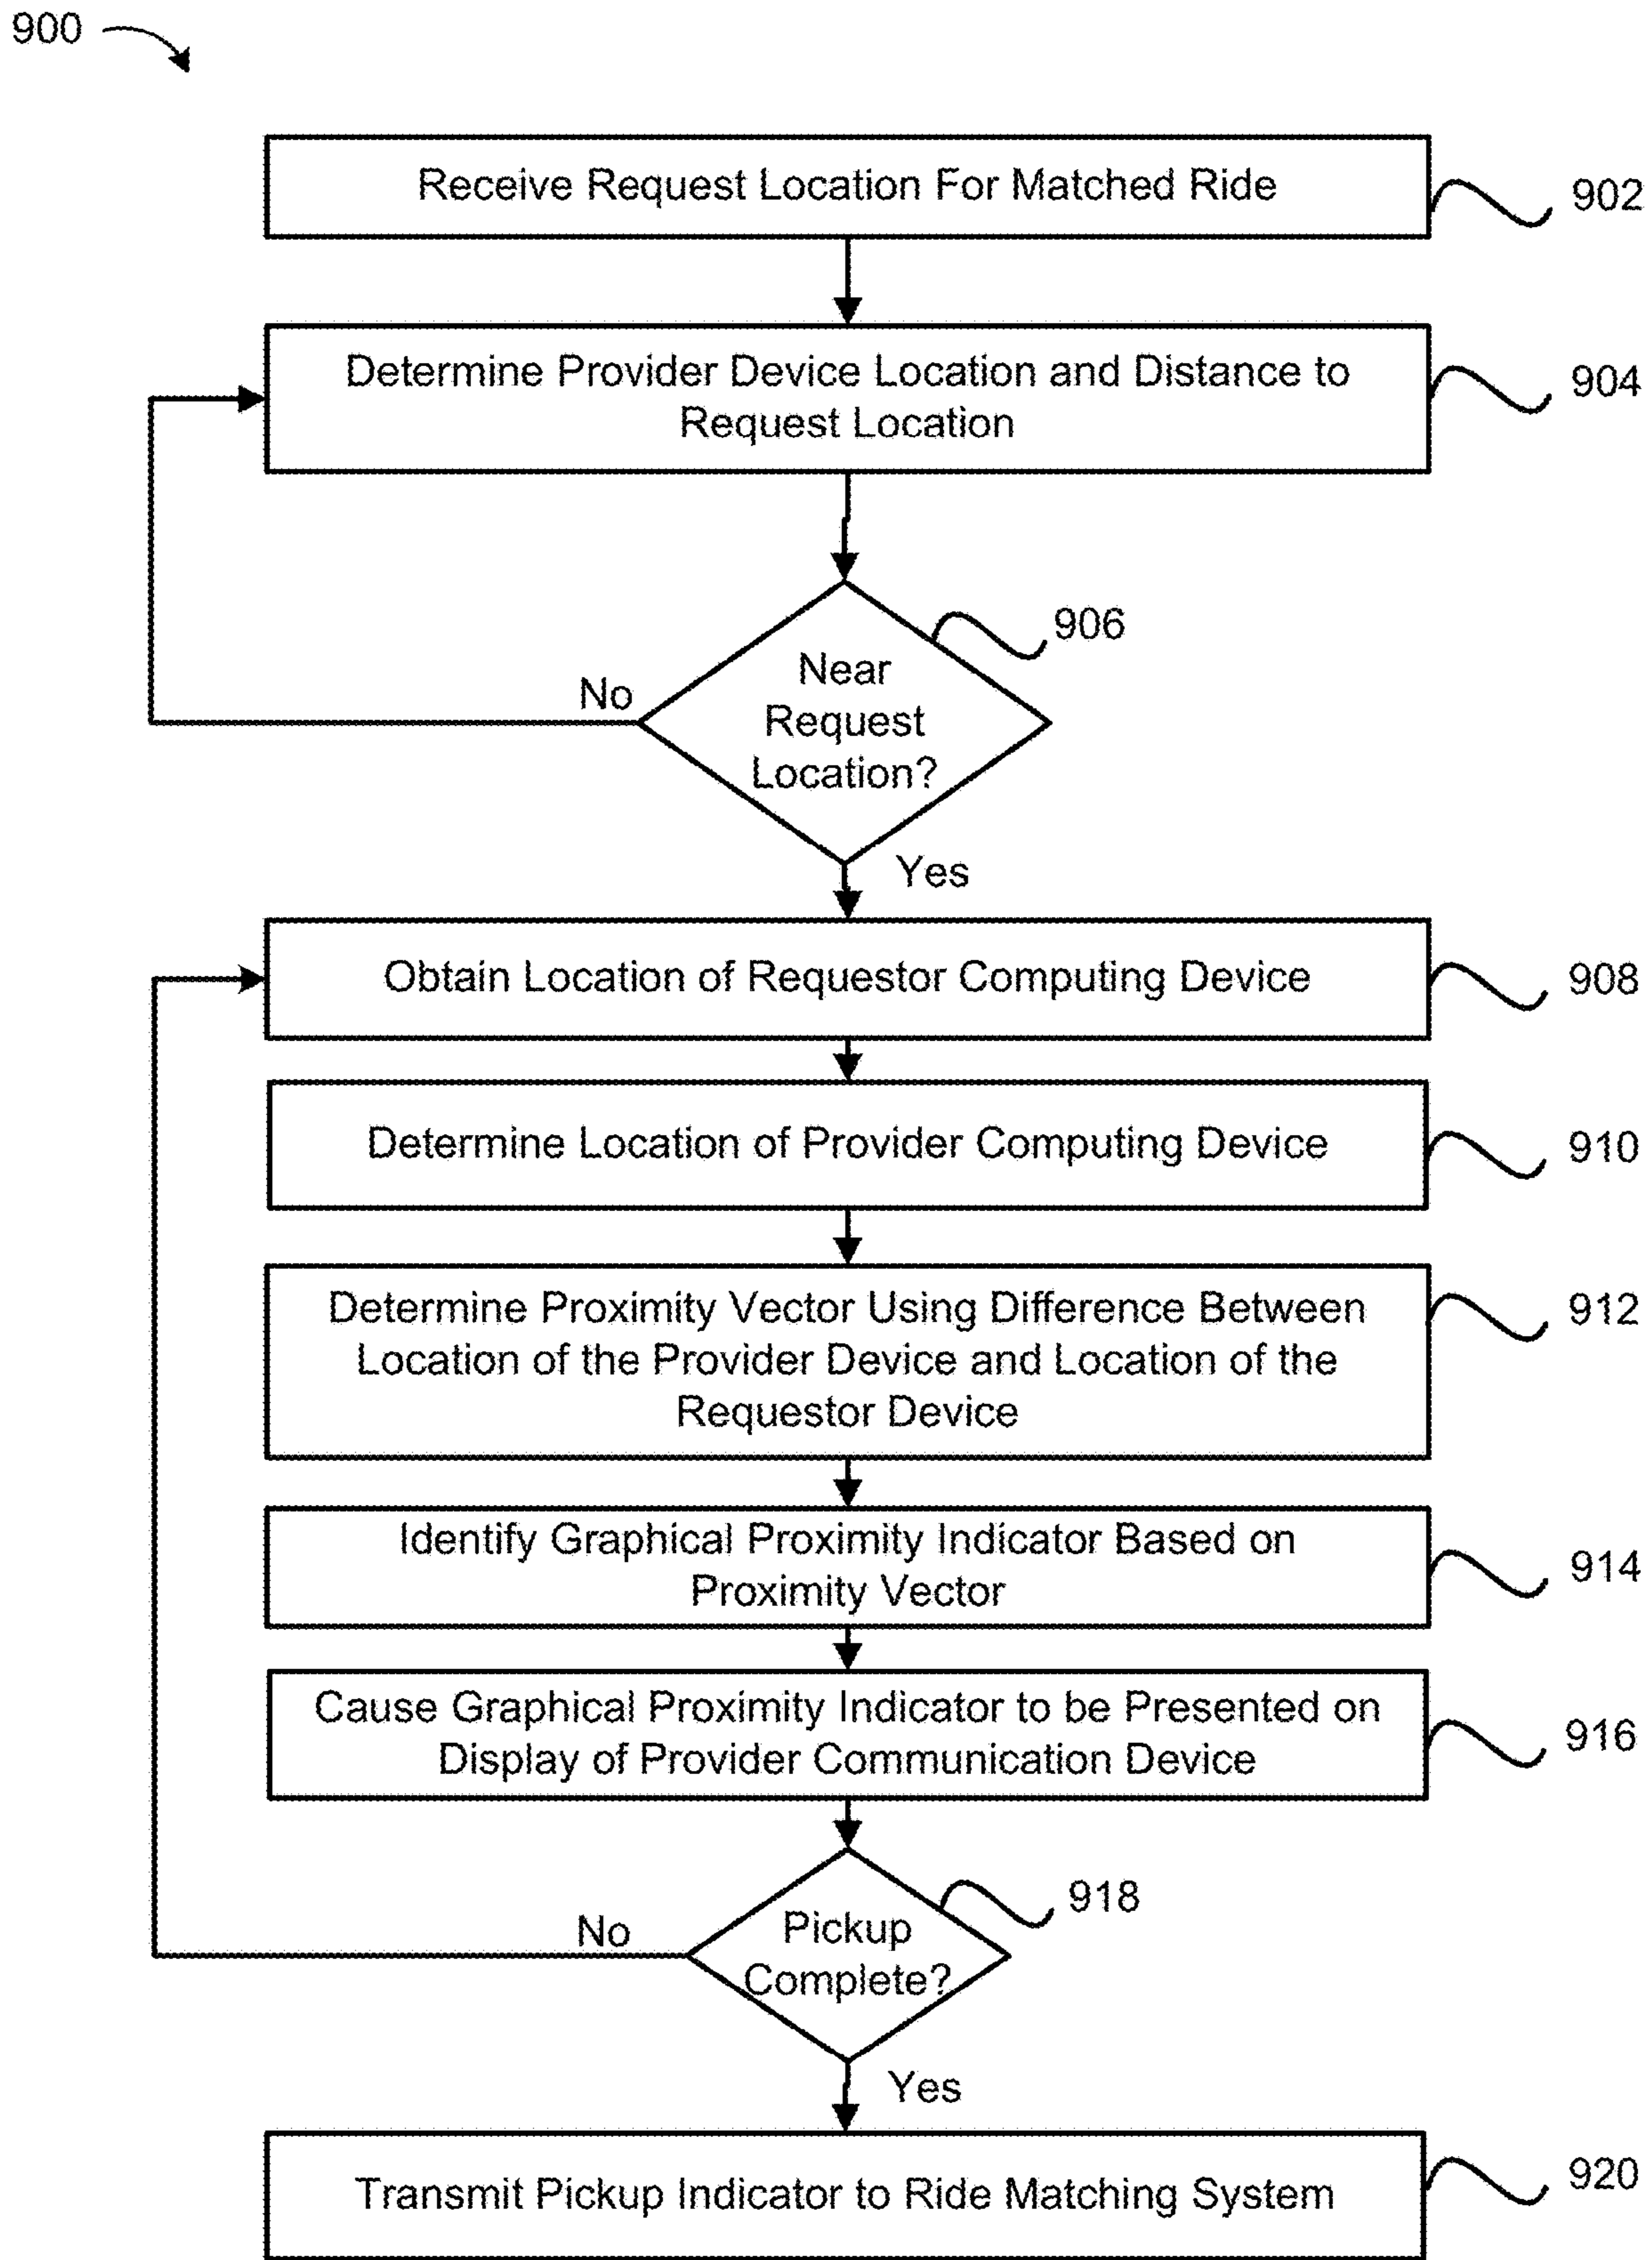 900
Receive Request Location For Matched Ride
902
Determine Provider Device Location and Distance to
Request Location
904
906
Near
Request
Location?
No
Yes
Obtain Location of Requestor Computing Device
908
Determine Location of Provider Computing Device
910
Determine Proximity Vector Using Difference Between
Location of the Provider Device and Location of the
Requestor Device
912
Identify Graphical Proximity Indicator Based on
Proximity Vector
914
Cause Graphical Proximity Indicator to be Presented on
Display of Provider Communication Device
916
918
Pickup
Complete?
No
Yes
Transmit Pickup Indicator to Ride Matching System
920